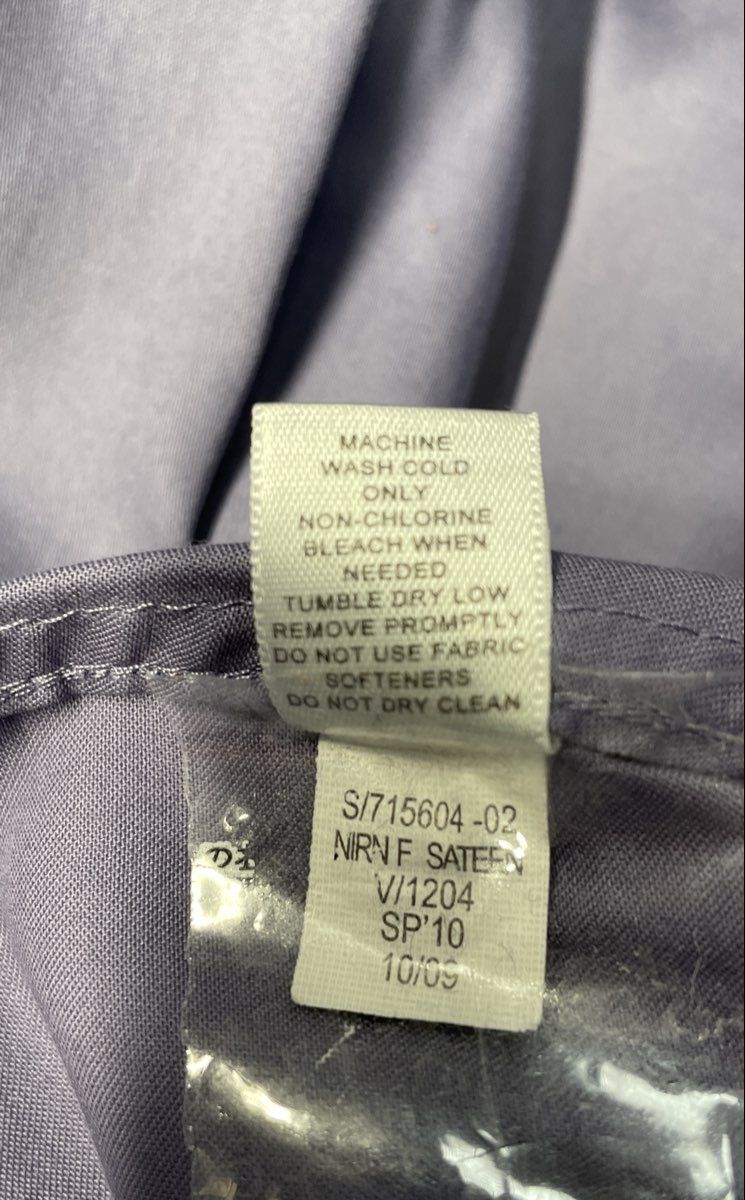 MACHINE
WASH COLD
ONLY
NON-CHLORINE
BLEACH WHEN
NEEDED
TUMBLE DRY LOW
REMOVE PROMPTLY
DO NOT USE FABRIC
SOFTENERS
DO NOT DRY CLEAN
S/715604-02
F SATEEN
V/1204
SP'10
10/09